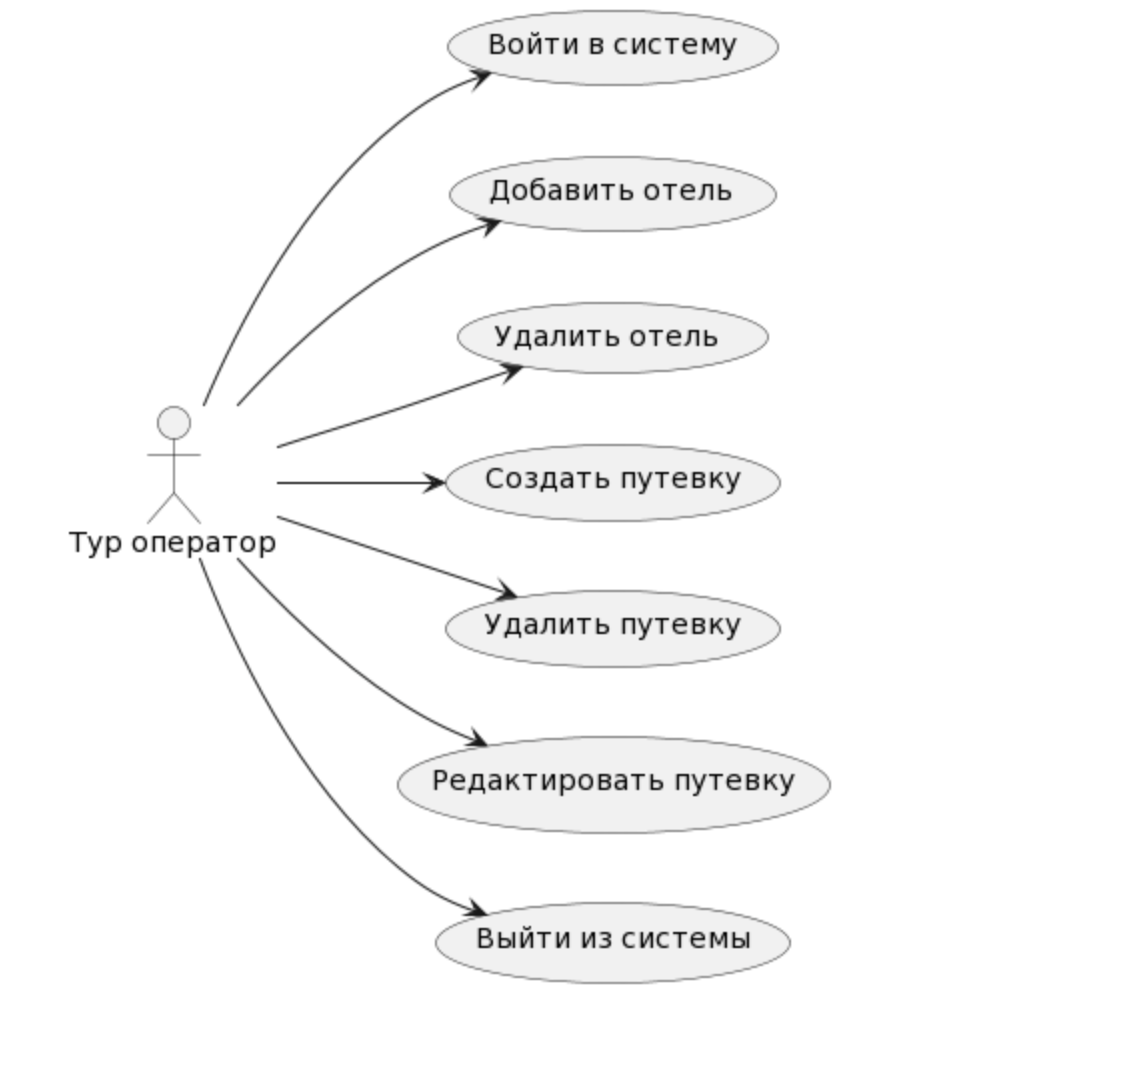 Войти в систему
Добавить отель
Удалить отель
Создать путевку
Тур оператор
Удалить путевку
Редактировать путевку
Выйти из системы